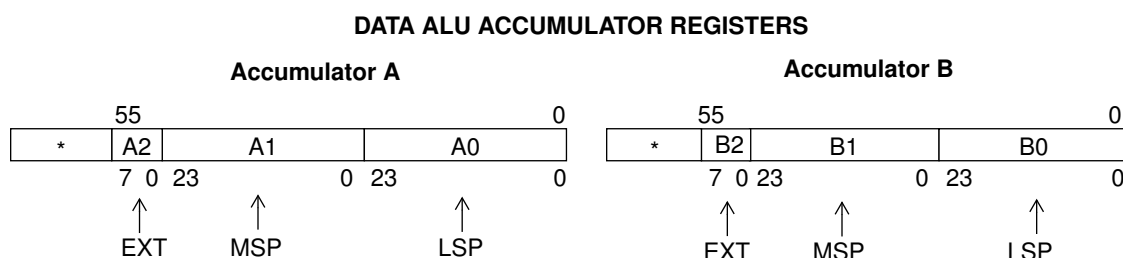 DATA ALU ACCUMULATOR REGISTERS
Accumulator A
Accumulator B
55 0
55 0
* A2 A1 A0
* B2 B1 B0
7 0 23 0 23 0
7 0 23 0 23 0
EXT MSP LSP
EXT MSP LSP